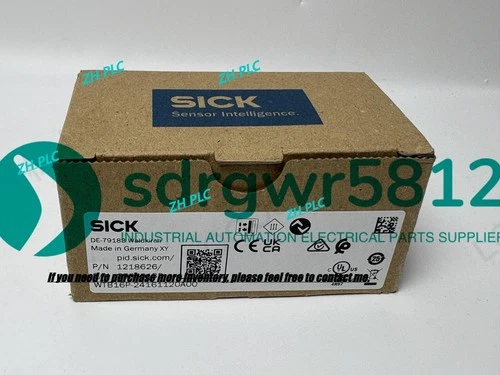 ZH PLC
ZH PLC
SICK
Sensor Intelligence.
ZH PLC
ZH PLC
sdrgwr5812
ZH PLC
INDUSTRIAL AUTOMATION ELECTRICAL PARTS SUPPLIER
SICK
DE-79183 Waldkirch
Made in Germany XY
pid.sick.com/
P/N 1218626/
If you need to purchase more inventory, please feel free to contact me.
WTB16P-24161120A00